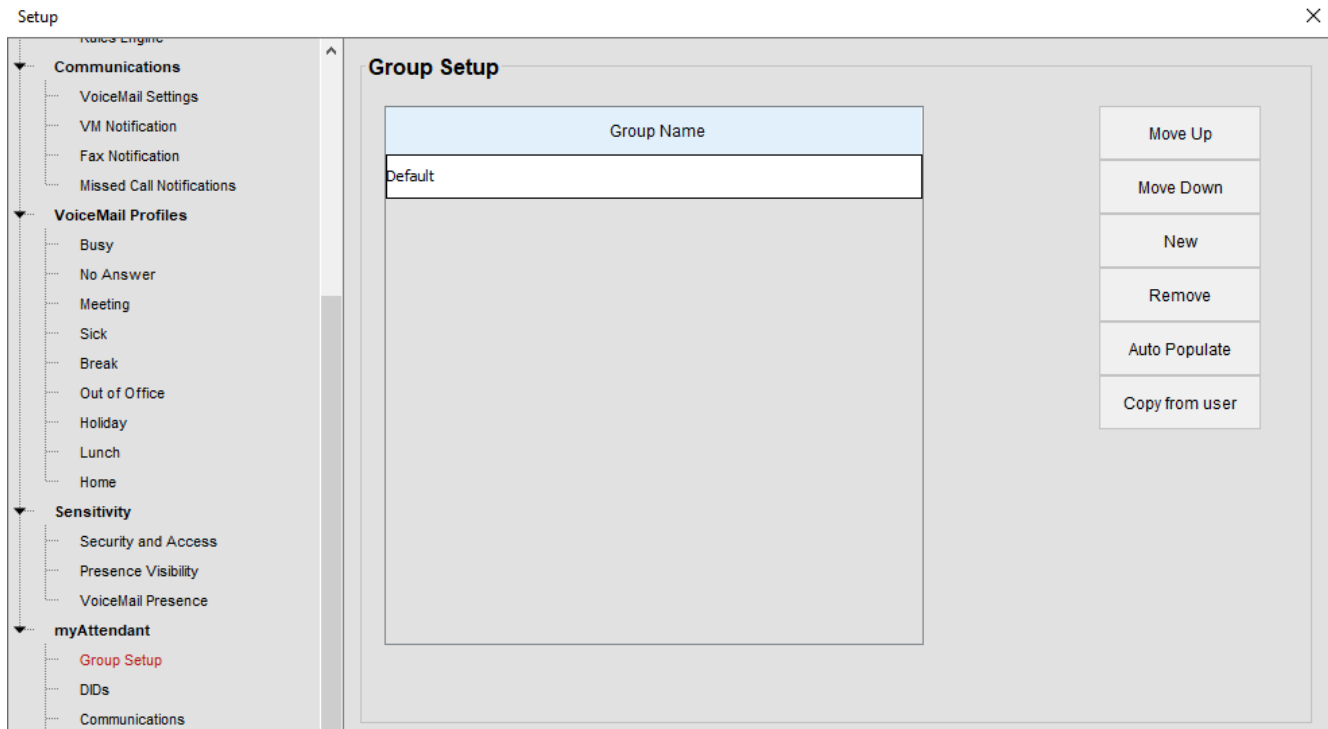 Setup
Rules Engine
Communications
VoiceMail Settings
VM Notification
Fax Notification
Missed Call Notifications
VoiceMail Profiles
Busy
No Answer
Meeting
Sick
Break
Out of Office
Holiday
Lunch
Home
Sensitivity
Security and Access
Presence Visibility
VoiceMail Presence
myAttendant
Group Setup
DIDs
Communications
Group Setup
Group Name
Default
Move Up
Move Down
New
Remove
Auto Populate
Copy from user